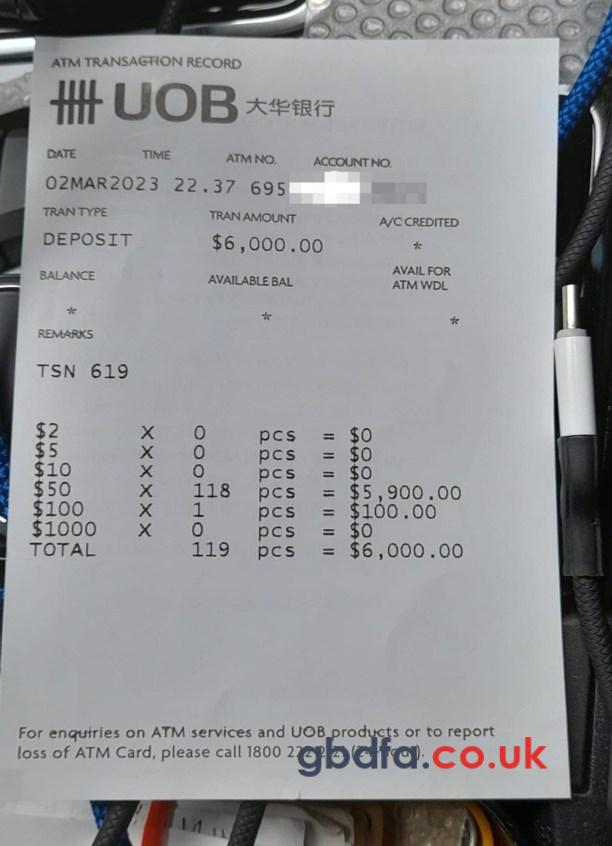 ATM TRANSACTION RECORD
UOB 大华银行
DATE TIME ATM NO. ACCOUNT NO.
02MAR2023 22.37 695
TRAN TYPE TRAN AMOUNT A/C CREDITED
DEPOSIT $6,000.00 *
BALANCE AVAILABLE BAL AVAIL FOR
ATM WDL
* * *
REMARKS
TSN 619
$2 X 0 pcs = $0
$5 X 0 pcs = $0
$10 X 0 pcs = $0
$50 X 118 pcs = $5,900.00
$100 X 1 pcs = $100.00
$1000 X 0 pcs = $0
TOTAL 119 pcs = $6,000.00
For enquiries on ATM services and UOB products or to report
loss of ATM Card, please call 1800
gbdfa.co.uk